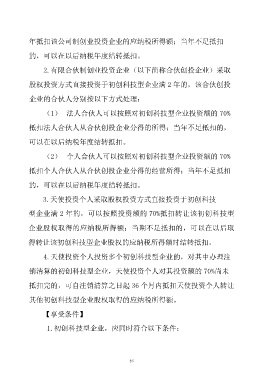 年抵扣该公司制创业投资企业的应纳税所得额；当年不足抵扣
的，可以在以后纳税年度结转抵扣。
2.有限合伙制创业投资企业（以下简称合伙创投企业）采取
股权投资方式直接投资于初创科技型企业满 2 年的，该合伙创投
企业的合伙人分别按以下方式处理：
（1） 法人合伙人可以按照对初创科技型企业投资额的 70%
抵扣法人合伙人从合伙创投企业分得的所得；当年不足抵扣的，
可以在以后纳税年度结转抵扣。
（2） 个人合伙人可以按照对初创科技型企业投资额的 70%
抵扣个人合伙人从合伙创投企业分得的经营所得；当年不足抵扣
的，可以在以后纳税年度结转抵扣。
3.天使投资个人采取股权投资方式直接投资于初创科技
型企业满 2 年的，可以按照投资额的 70%抵扣转让该初创科技型
企业股权取得的应纳税所得额；当期不足抵扣的，可以在以后取
得转让该初创科技型企业股权的应纳税所得额时结转抵扣。
4.天使投资个人投资多个初创科技型企业的，对其中办理注
销清算的初创科技型企业，天使投资个人对其投资额的 70%尚未
抵扣完的，可自注销清算之日起 36 个月内抵扣天使投资个人转让
其他初创科技型企业股权取得的应纳税所得额。
【享受条件】
1.初创科技型企业，应同时符合以下条件：